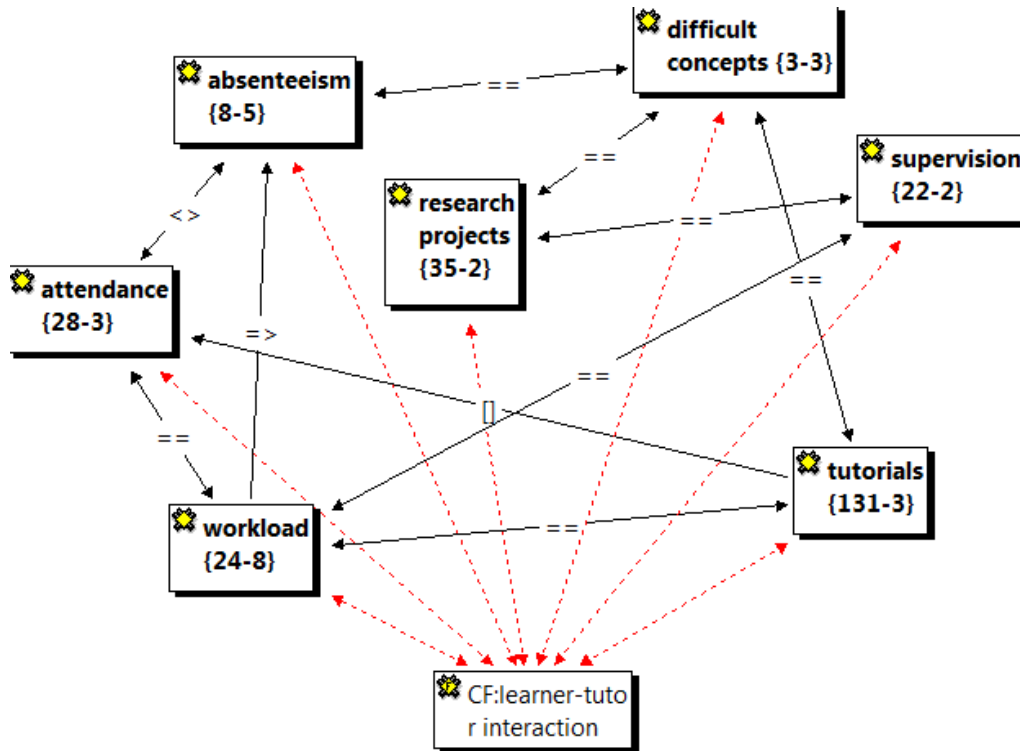 difficult
concepts {3-3}
absenteeism
{8-5}
==
==
supervision
{22-2}
research
projects
{35-2}
<>
==
attendance
{28-3}
==
=>
==
[]
==
tutorials
{131-3}
workload
{24-8}
==
CF:learner-tuto
r interaction